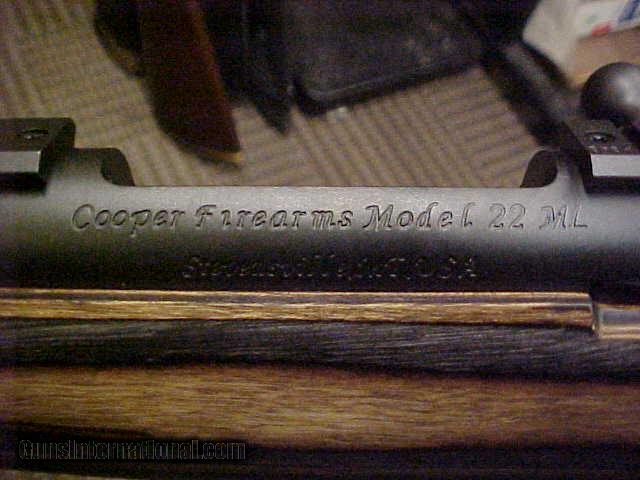 Cooper Firearms Model 22 ML
Stevensville, MT, USA
GunsInternational.com